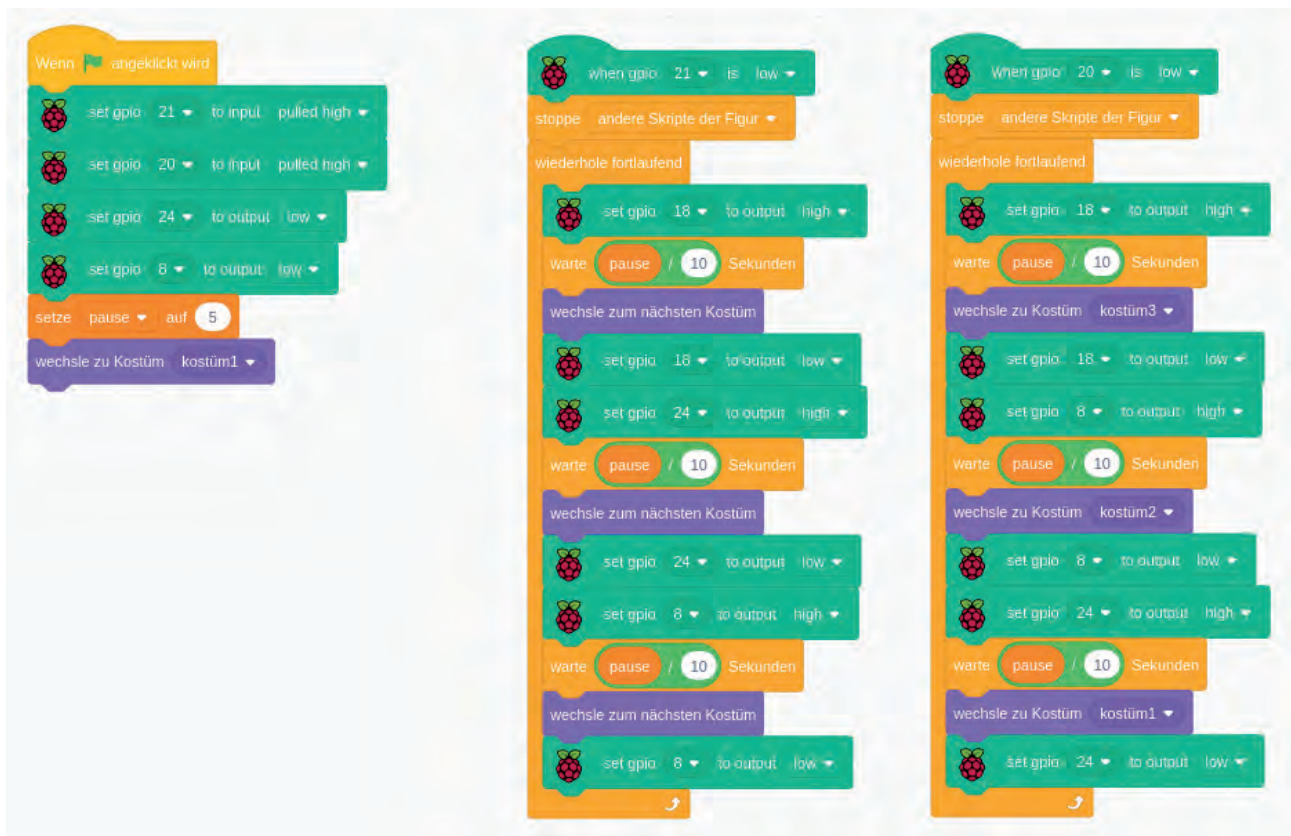 Wenn angeklickt wird
set gpio 21 to input pulled high
set gpio 20 to input pulled high
set gpio 24 to output low
set gpio 8 to output low
setze pause auf 5
wechsle zu Kostüm kostüm1
when gpio 21 is low
stoppe andere Skripte der Figur
wiederhole fortlaufend
set gpio 18 to output high
warte pause / 10 Sekunden
wechsle zum nächsten Kostüm
set gpio 18 to output low
set gpio 24 to output high
warte pause / 10 Sekunden
wechsle zum nächsten Kostüm
set gpio 24 to output low
set gpio 8 to output high
warte pause / 10 Sekunden
wechsle zum nächsten Kostüm
set gpio 8 to output low
when gpio 20 is low
stoppe andere Skripte der Figur
wiederhole fortlaufend
set gpio 18 to output high
warte pause / 10 Sekunden
wechsle zu Kostüm kostüm3
set gpio 18 to output low
set gpio 8 to output high
warte pause / 10 Sekunden
wechsle zu Kostüm kostüm2
set gpio 8 to output low
set gpio 24 to output high
warte pause / 10 Sekunden
wechsle zu Kostüm kostüm1
set gpio 24 to output low